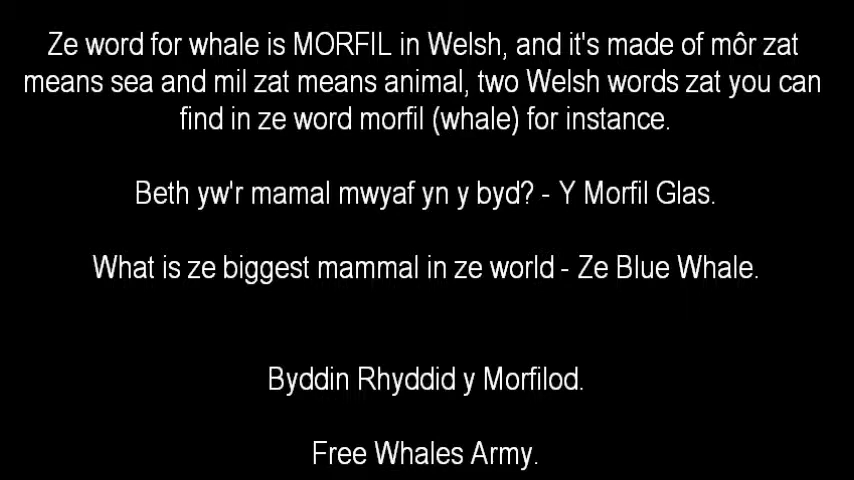 Ze word for whale is MORFIL in Welsh, and it's made of môr zat
means sea and mil zat means animal, two Welsh words zat you can
find in ze word morfil (whale) for instance.
Beth yw'r mamal mwyaf yn y byd? - Y Morfil Glas.
What is ze biggest mammal in ze world - Ze Blue Whale.
Byddin Rhyddid y Morfilod.
Free Whales Army.